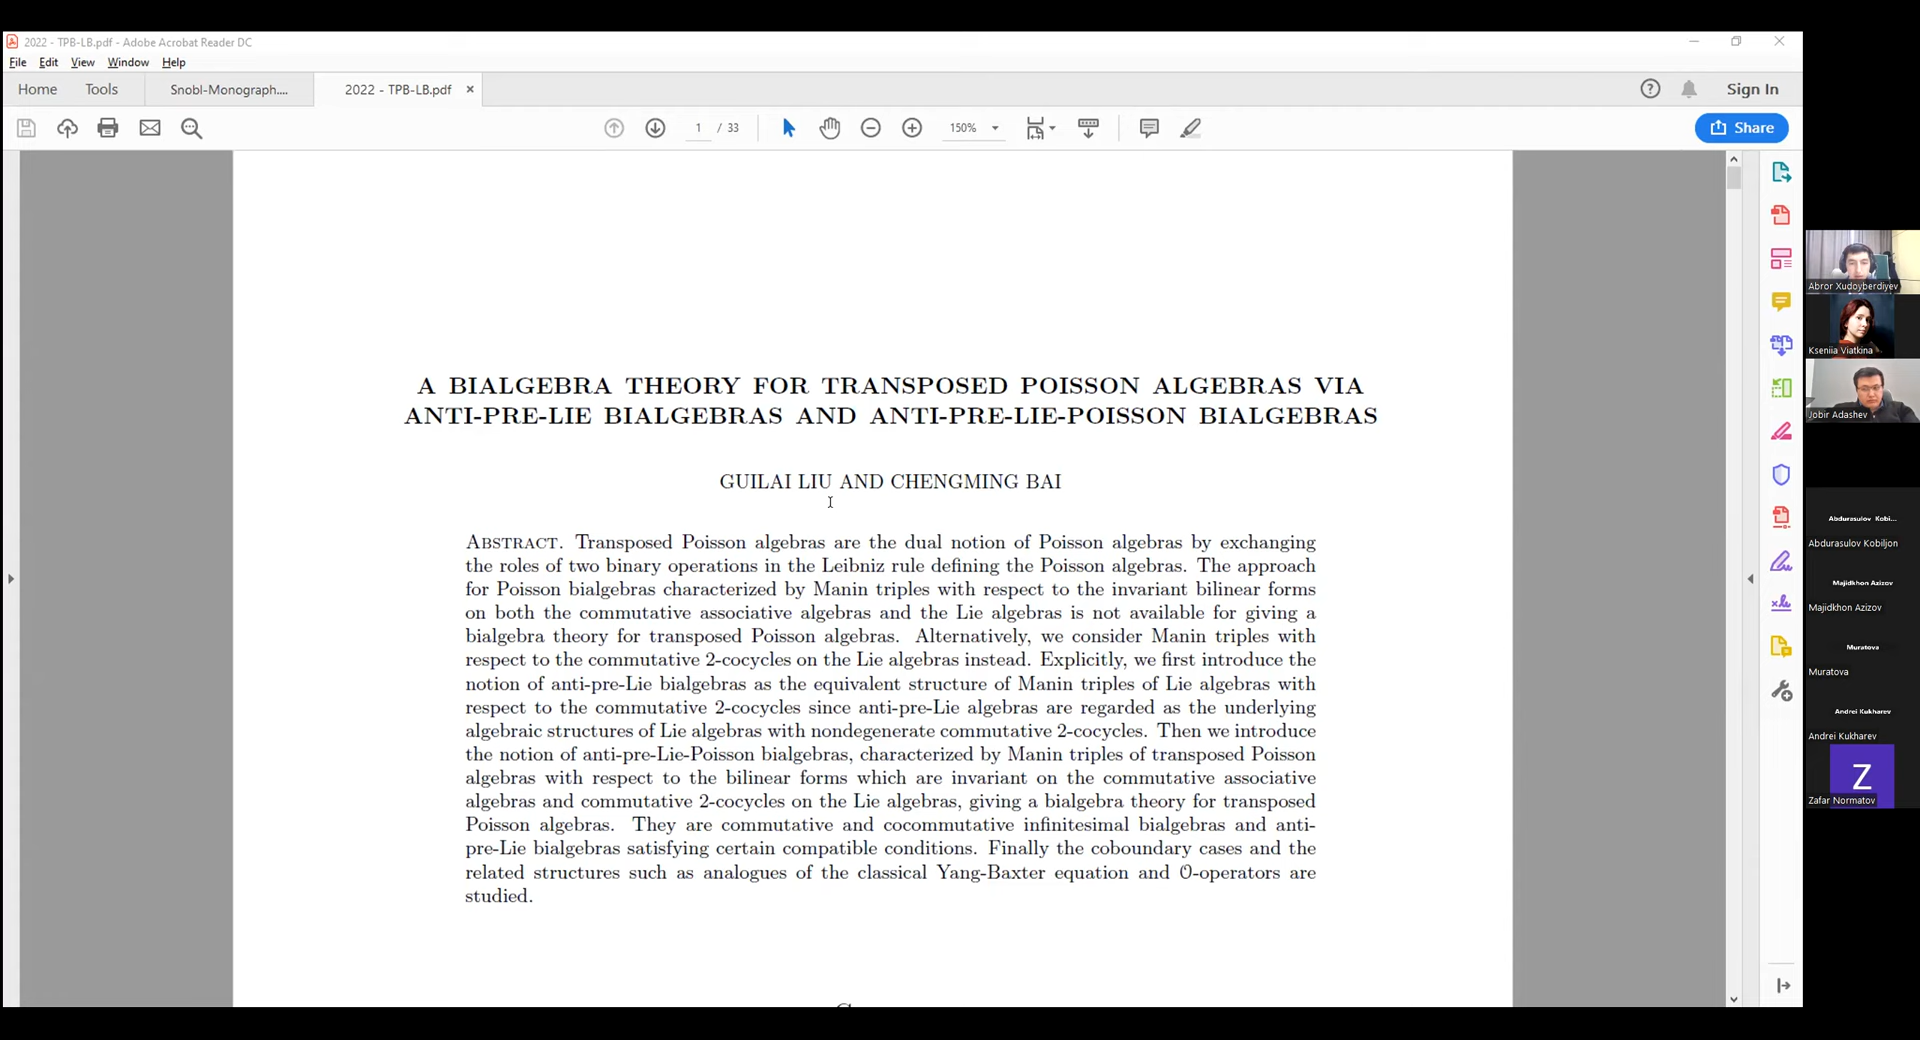 2022 - TPB-LB.pdf - Adobe Acrobat Reader DC
File Edit View Window Help
Home Tools Snobl-Monograph.... 2022 - TPB-LB.pdf × Sign In
1 / 33 150% Share
A BIALGEBRA THEORY FOR TRANSPOSED POISSON ALGEBRAS VIA
ANTI-PRE-LIE BIALGEBRAS AND ANTI-PRE-LIE-POISSON BIALGEBRAS
GUILAI LIU AND CHENGMING BAI
ABSTRACT. Transposed Poisson algebras are the dual notion of Poisson algebras by exchanging
the roles of two binary operations in the Leibniz rule defining the Poisson algebras. The approach
for Poisson bialgebras characterized by Manin triples with respect to the invariant bilinear forms
on both the commutative associative algebras and the Lie algebras is not available for giving a
bialgebra theory for transposed Poisson algebras. Alternatively, we consider Manin triples with
respect to the commutative 2-cocycles on the Lie algebras instead. Explicitly, we first introduce the
notion of anti-pre-Lie bialgebras as the equivalent structure of Manin triples of Lie algebras with
respect to the commutative 2-cocycles since anti-pre-Lie algebras are regarded as the underlying
algebraic structures of Lie algebras with nondegenerate commutative 2-cocycles. Then we introduce
the notion of anti-pre-Lie-Poisson bialgebras, characterized by Manin triples of transposed Poisson
algebras with respect to the bilinear forms which are invariant on the commutative associative
algebras and commutative 2-cocycles on the Lie algebras, giving a bialgebra theory for transposed
Poisson algebras. They are commutative and cocommutative infinitesimal bialgebras and anti-
pre-Lie bialgebras satisfying certain compatible conditions. Finally the coboundary cases and the
related structures such as analogues of the classical Yang-Baxter equation and O-operators are
studied.
Abror Xudoyberdiyev
Kseniia Viatkina
Jobir Adashev
Abdurasulov Kobi...
Abdurasulov Kobiljon
Majidkhon Azizov
Majidkhon Azizov
Muratova
Muratova
Andrei Kukharev
Andrei Kukharev
Z
Zafar Normatov